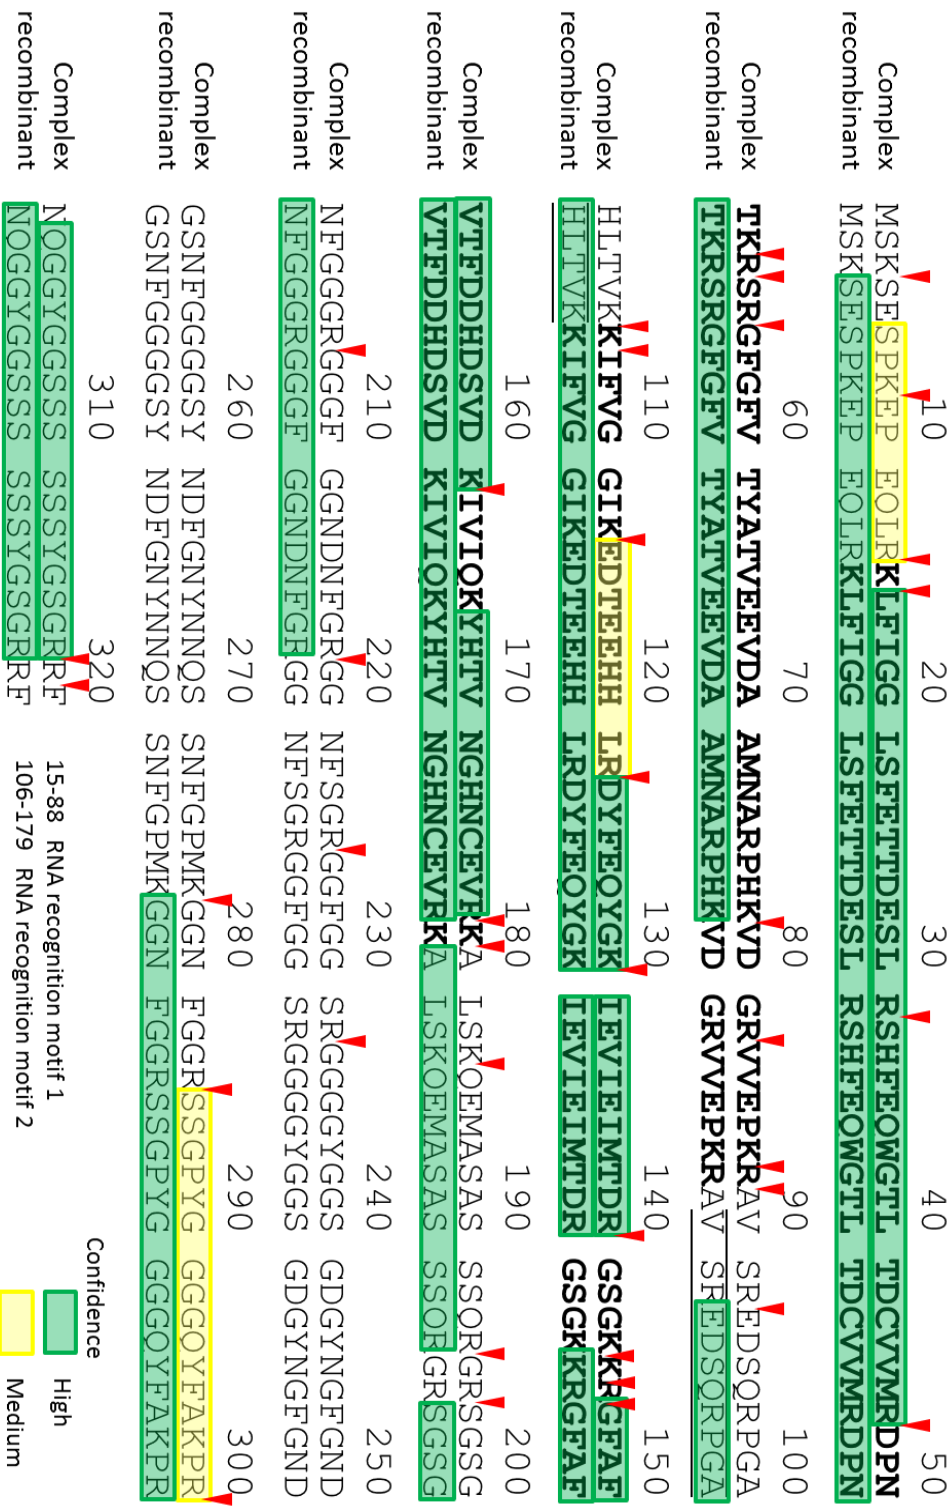 10 20 30 40 50
Complex MSKSESPKEP EQLRKLFIGG LSFETTDESL RSHFEQWGTL TDCVVMRDPN
recombinant MSKSESPKEP EQLRKLFIGG LSFETTDESL RSHFEQWGTL TDCVVMRDPN
60 70 80 90 100
Complex TKRSRGFGFV TYATVEEVDA AMNARPHKVD GRVVEPKRAV SREDSQRPGA
recombinant TKRSRGFGFV TYATVEEVDA AMNARPHKVD GRVVEPKRAV SREDSQRPGA
110 120 130 140 150
Complex HLTVKKIFVG GIKEDTEEHH LRDYFEQYGK IEVIEIMTDR GSGKKRGFAF
recombinant HLTVKKIFVG GIKEDTEEHH LRDYFEQYGK IEVIEIMTDR GSGKKRGFAF
160 170 180 190 200
Complex VTFDDHDSVD KIVIQKYHTV NGHNCEVRKA LSKQEMASAS SSQRGRSGSG
recombinant VTFDDHDSVD KIVIQKYHTV NGHNCEVRKA LSKQEMASAS SSQRGRSGSG
210 220 230 240 250
Complex NFGGGRGGGF GGNDNFGRGG NFSGRGGFGG SRGGGGYGGS GDGYNGFGND
recombinant NFGGGRGGGF GGNDNFGRGG NFSGRGGFGG SRGGGGYGGS GDGYNGFGND
260 270 280 290 300
Complex GSNFGGGGSY NDFGNYNNQS SNFGPMKGGN FGGRSSGPYG GGGQYFAKPR
recombinant GSNFGGGGSY NDFGNYNNQS SNFGPMKGGN FGGRSSGPYG GGGQYFAKPR
310 320
Complex NQGGYGGSSS SSSYGSGRRF
recombinant NQGGYGGSSS SSSYGSGRRF
15-88 RNA recognition motif 1
106-179 RNA recognition motif 2
Confidence
High
Medium